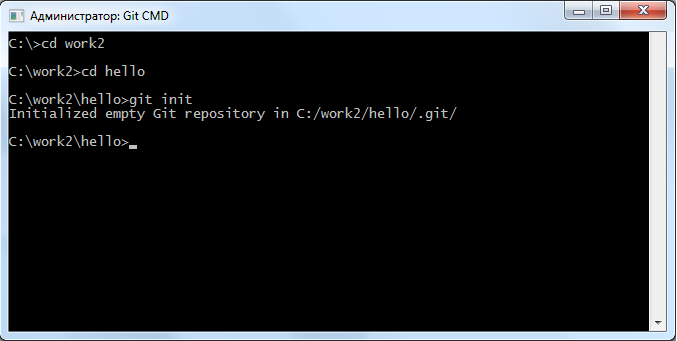 Администратор: Git CMD
C:\>cd work2
C:\work2>cd hello
C:\work2\hello>git init
Initialized empty Git repository in C:/work2/hello/.git/
C:\work2\hello>